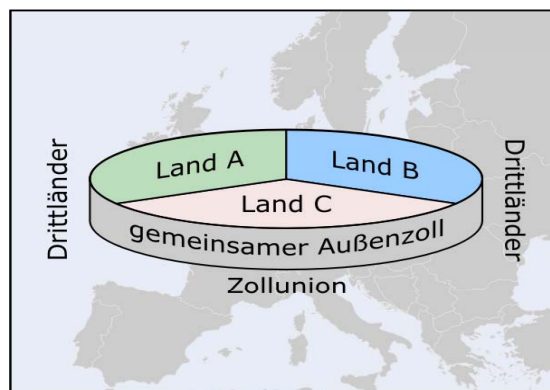 Drittländer
Land A
Land B
Land C
gemeinsamer Außenzoll
Zollunion
Drittländer